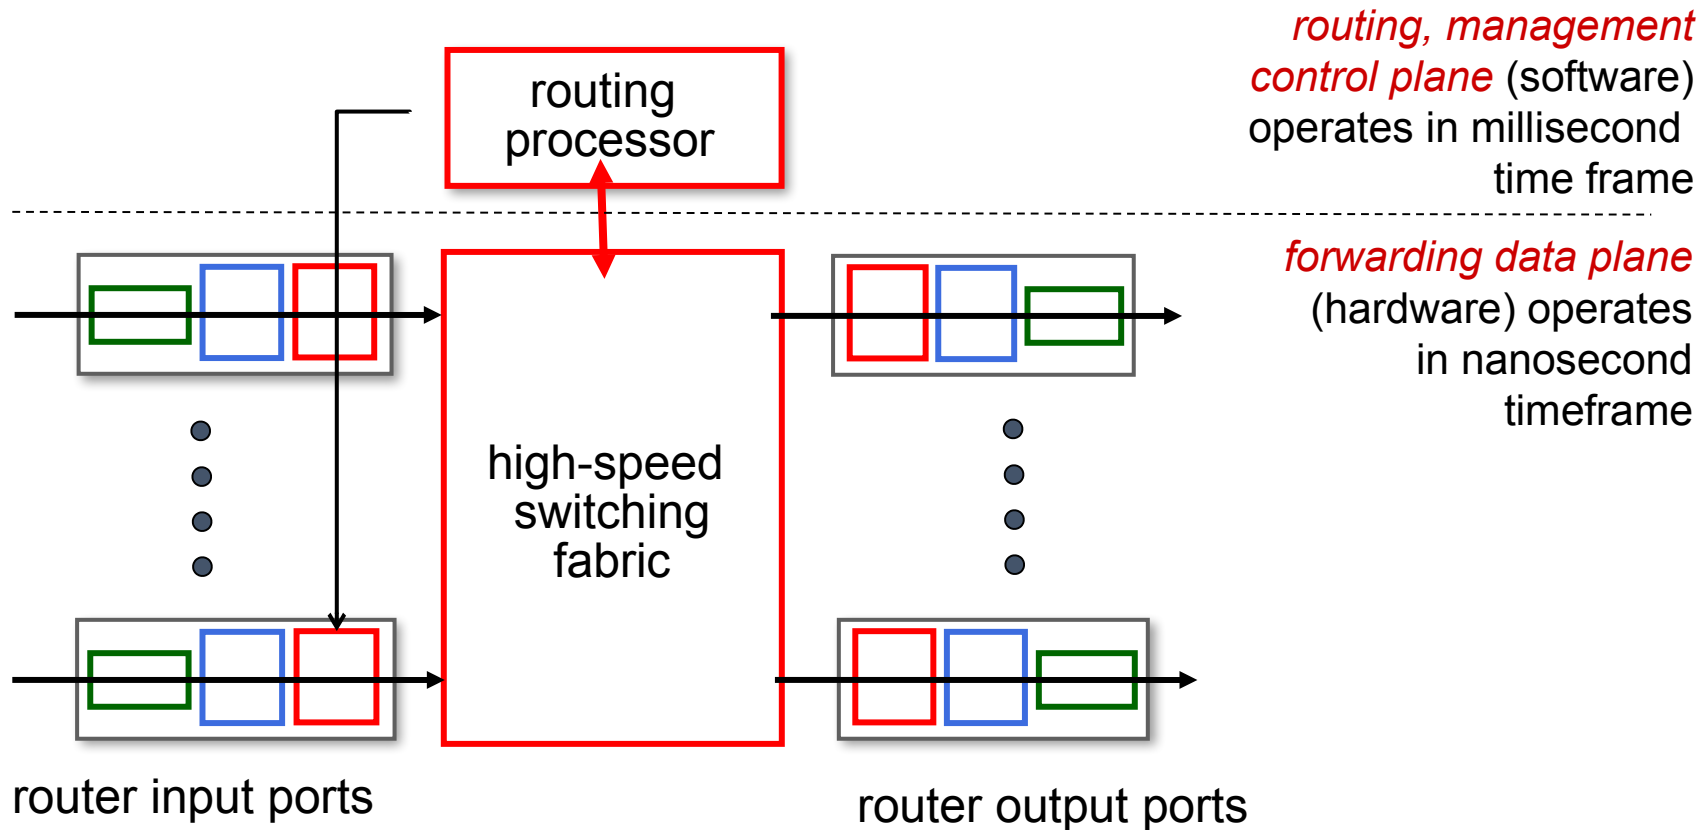 routing, management
control plane (software)
operates in millisecond
time frame
routing
processor
forwarding data plane
(hardware) operates
in nanosecond
timeframe
high-speed
switching
fabric
router input ports
router output ports